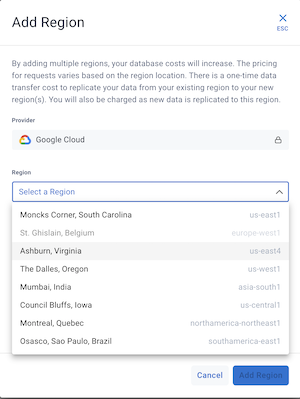 Add Region
ESC
By adding multiple regions, your database costs will increase. The pricing
for requests varies based on the region location. There is a one-time data
transfer cost to replicate your data from your existing region to your new
region(s). You will also be charged as new data is replicated to this region.
Provider
Google Cloud
Region
Select a Region
Moncks Corner, South Carolina us-east1
St. Ghislain, Belgium europe-west1
Ashburn, Virginia us-east4
The Dalles, Oregon us-west1
Mumbai, India asia-south1
Council Bluffs, Iowa us-central1
Montreal, Quebec northamerica-northeast1
Osasco, Sao Paulo, Brazil southamerica-east1
Cancel Add Region